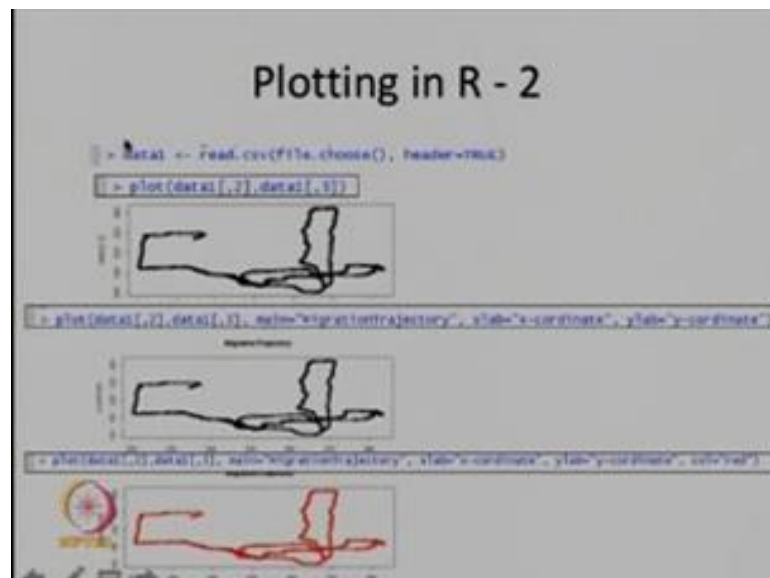 Plotting in R - 2
> data1 <- read.csv(file.choose(), header=TRUE)
> plot(data1[,2],data1[,3])
> plot(data1[,2],data1[,3], main="MigrationTrajectory", xlab="x-cordinate", ylab="y-cordinate")
MigrationTrajectory
> plot(data1[,2],data1[,3], main="MigrationTrajectory", xlab="x-cordinate", ylab="y-cordinate", col="red")
NPTEL